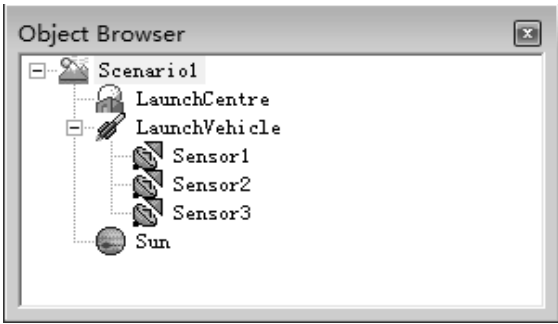 Object Browser
Scenario1
LaunchCentre
LaunchVehicle
Sensor1
Sensor2
Sensor3
Sun